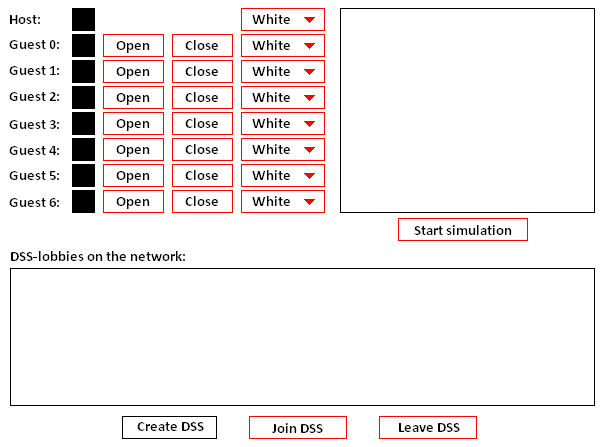 Host: White
Guest 0: Open Close White
Guest 1: Open Close White
Guest 2: Open Close White
Guest 3: Open Close White
Guest 4: Open Close White
Guest 5: Open Close White
Guest 6: Open Close White
Start simulation
DSS-lobbies on the network:
Create DSS Join DSS Leave DSS